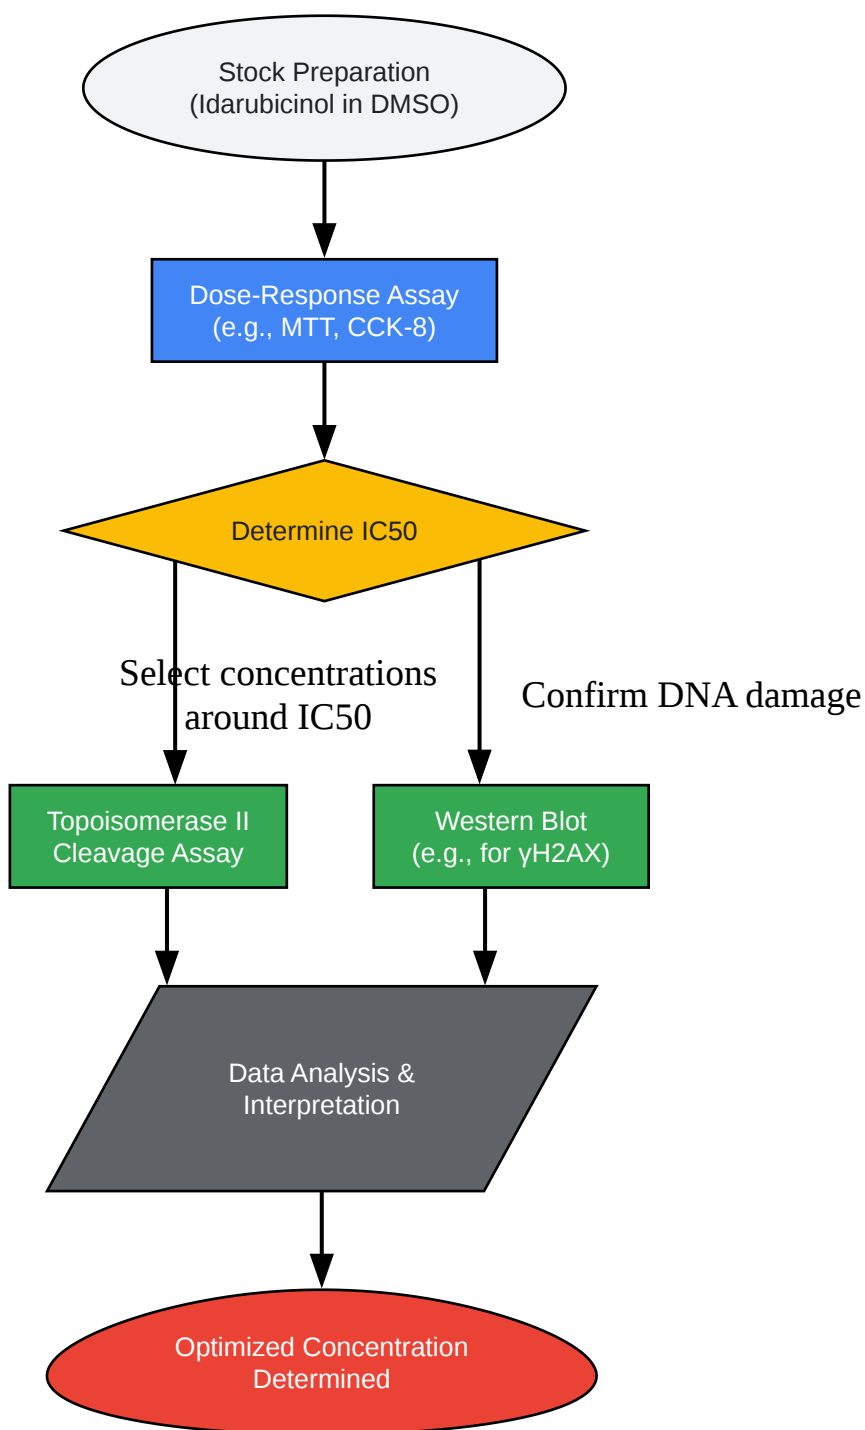 Stock Preparation
(Idarubicinol in DMSO)
Dose-Response Assay
(e.g., MTT, CCK-8)
Determine IC50
Select concentrations
around IC50
Confirm DNA damage
Topoisomerase II
Cleavage Assay
Western Blot
(e.g., for γH2AX)
Data Analysis &
Interpretation
Optimized Concentration
Determined